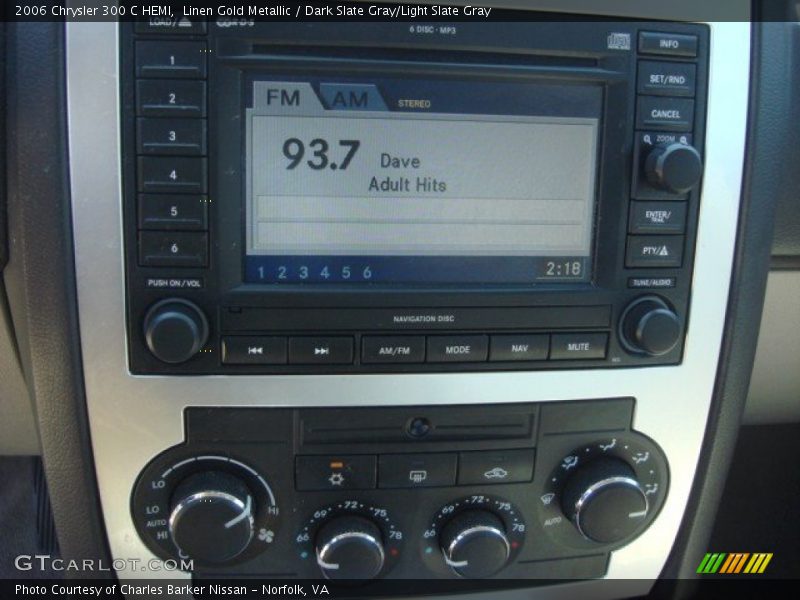 2006 Chrysler 300 C HEMI, Linen Gold Metallic / Dark Slate Gray/Light Slate Gray
LOAD/
6 DISC · MP3
INFO
1
2
3
4
5
6
FM AM STEREO
93.7 Dave
Adult Hits
1 2 3 4 5 6 2:18
SET/RND
CANCEL
ZOOM
ENTER/
PTY/
PUSH ON / VOL
TUNE/AUDIO
NAVIGATION DISC
AM/FM MODE NAV MUTE
LO
LO
AUTO
HI
HI
66 69 72 75 78
66 69 72 75 78
AUTO
GTCARLOT.COM
Photo Courtesy of Charles Barker Nissan - Norfolk, VA